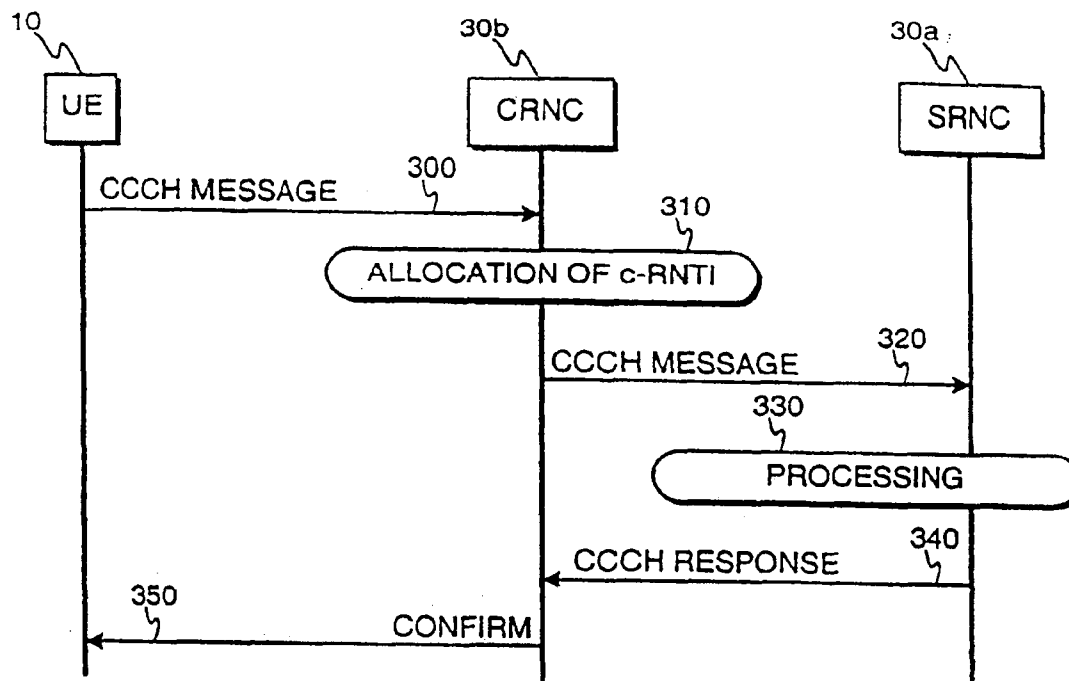 10
30b
30a
UE
CRNC
SRNC
CCCH MESSAGE
300
310
ALLOCATION OF c-RNTI
320
CCCH MESSAGE
330
PROCESSING
340
CCCH RESPONSE
350
CONFIRM